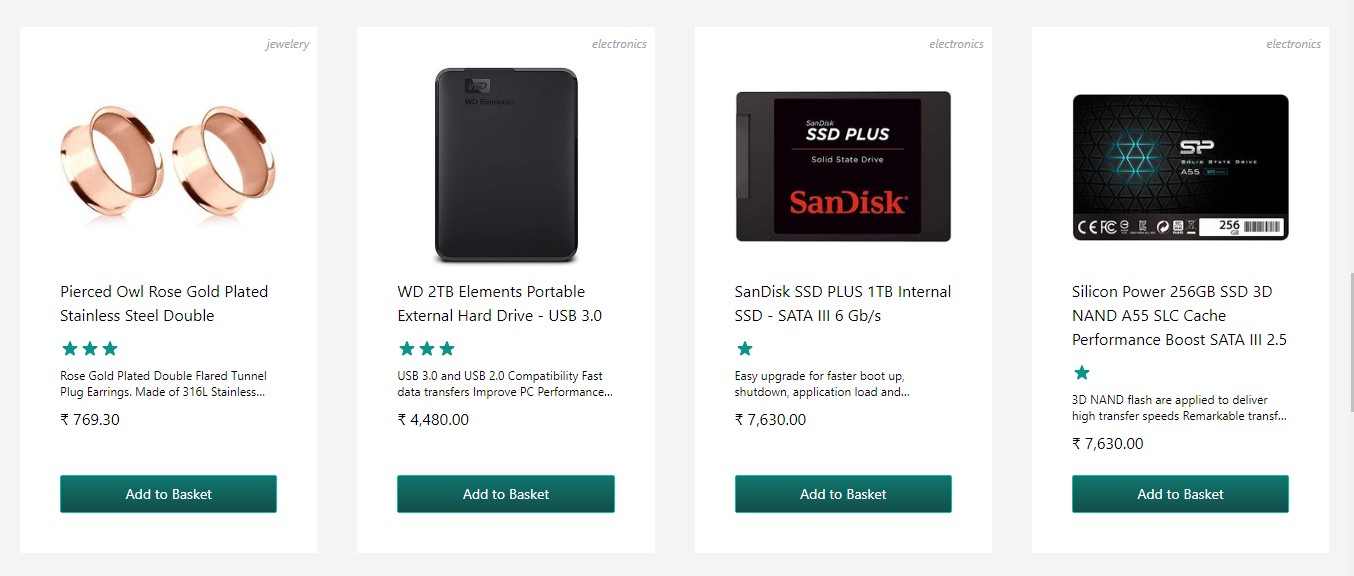 jewelery
Pierced Owl Rose Gold Plated
Stainless Steel Double
Rose Gold Plated Double Flared Tunnel
Plug Earrings. Made of 316L Stainless...
₹ 769.30
Add to Basket
electronics
WD
WD Elements
WD 2TB Elements Portable
External Hard Drive - USB 3.0
USB 3.0 and USB 2.0 Compatibility Fast
data transfers Improve PC Performance...
₹ 4,480.00
Add to Basket
electronics
SanDisk
SSD PLUS
Solid State Drive
SanDisk
SanDisk SSD PLUS 1TB Internal
SSD - SATA III 6 Gb/s
Easy upgrade for faster boot up,
shutdown, application load and...
₹ 7,630.00
Add to Basket
electronics
SP
SOLID STATE DRIVE
A55
CE FC
256
GB
Silicon Power 256GB SSD 3D
NAND A55 SLC Cache
Performance Boost SATA III 2.5
3D NAND flash are applied to deliver
high transfer speeds Remarkable transf...
₹ 7,630.00
Add to Basket